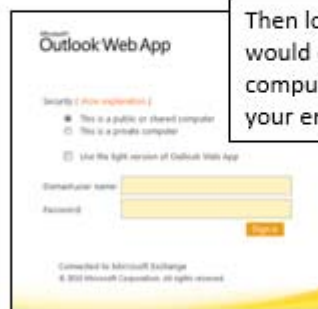 Microsoft
Outlook Web App
Then lo
would
compu
your er
Security ( show explanation )
This is a public or shared computer
This is a private computer
Use the light version of Outlook Web App
Domain\user name
Password
Sign in
Connected to Microsoft Exchange
© 2010 Microsoft Corporation. All rights reserved.